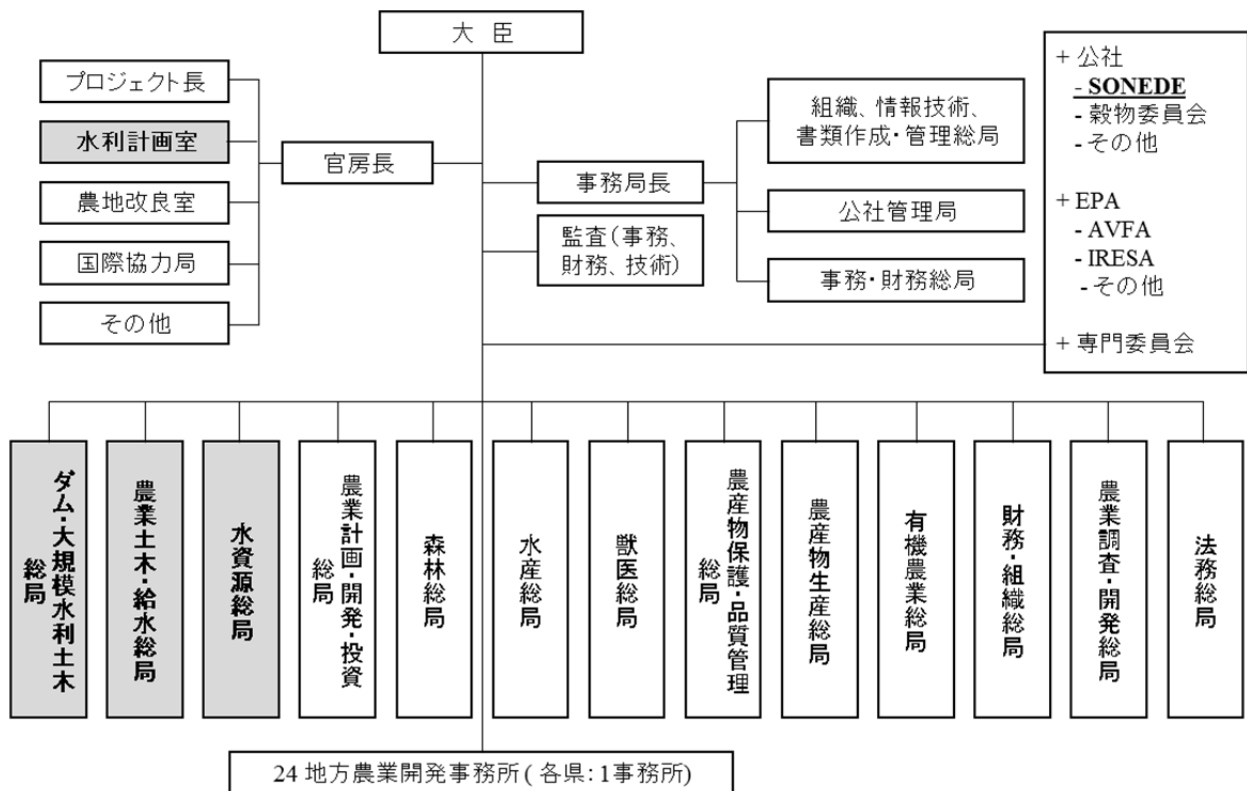 大 臣
プロジェクト長
水利計画室
農地改良室
国際協力局
その他
官房長
事務局長
監査(事務、
財務、技術)
組織、情報技術、
書類作成・管理総局
公社管理局
事務・財務総局
+ 公社
- SONEDE
- 穀物委員会
- その他
+ EPA
- AVFA
- IRESA
- その他
+ 専門委員会
ダム・大規模水利土木
総局
農業土木・給水総局
水資源総局
農業計画・開発・投資
総局
森林総局
水産総局
獣医総局
農産物保護・品質管理
総局
農産物生産総局
有機農業総局
財務・組織総局
農業調査・開発総局
法務総局
24 地方農業開発事務所( 各県: 1事務所)